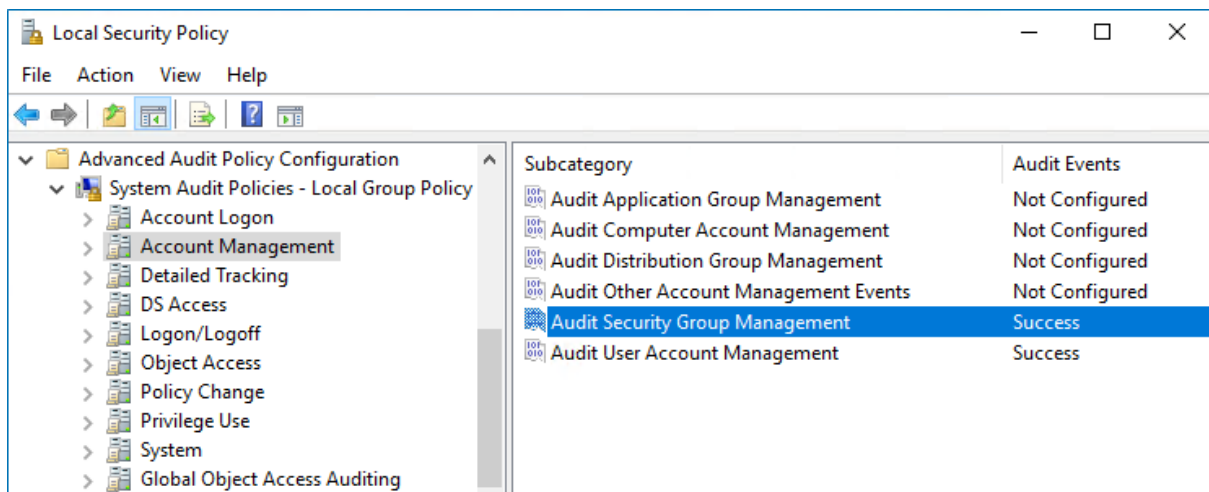 Local Security Policy
File Action View Help
Advanced Audit Policy Configuration
System Audit Policies - Local Group Policy
Account Logon
Account Management
Detailed Tracking
DS Access
Logon/Logoff
Object Access
Policy Change
Privilege Use
System
Global Object Access Auditing
Subcategory Audit Events
Audit Application Group Management Not Configured
Audit Computer Account Management Not Configured
Audit Distribution Group Management Not Configured
Audit Other Account Management Events Not Configured
Audit Security Group Management Success
Audit User Account Management Success